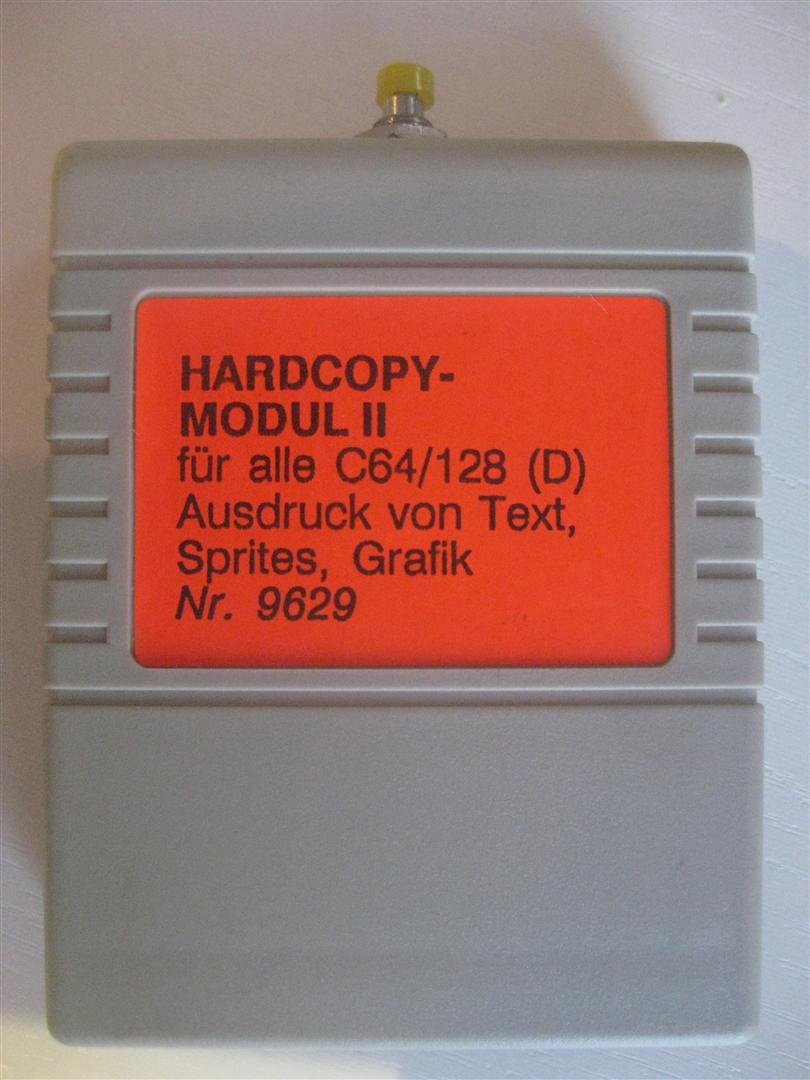 HARDCOPY-
MODUL II
für alle C64/128 (D)
Ausdruck von Text,
Sprites, Grafik
Nr. 9629